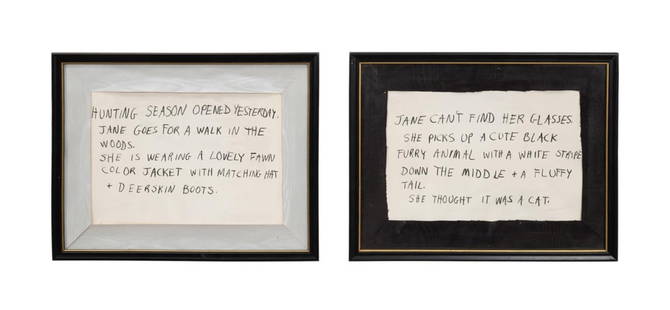 HUNTING SEASON OPENED YESTERDAY.
JANE GOES FOR A WALK IN THE
WOODS.
SHE IS WEARING A LOVELY FAWN
COLOR JACKET WITH MATCHING HAT
+ DEERSKIN BOOTS.
JANE CAN'T FIND HER GLASSES.
SHE PICKS UP A CUTE BLACK
FURRY ANIMAL WITH A WHITE STRIPE
DOWN THE MIDDLE + A FLUFFY
TAIL.
SHE THOUGHT IT WAS A CAT.